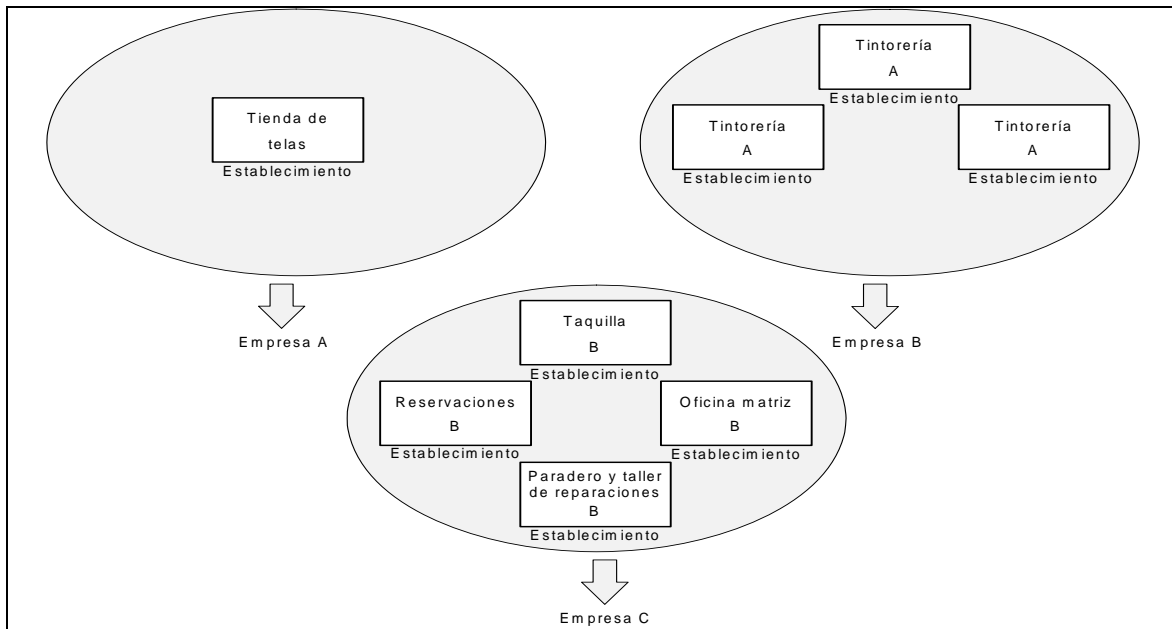 Tienda de
telas
Establecimiento
Empresa A
Tintorería
A
Establecimiento
Tintorería
A
Establecimiento
Tintorería
A
Establecimiento
Empresa B
Taquilla
B
Establecimiento
Reservaciones
B
Establecimiento
Oficina matriz
B
Establecimiento
Paradero y taller
de reparaciones
B
Establecimiento
Empresa C